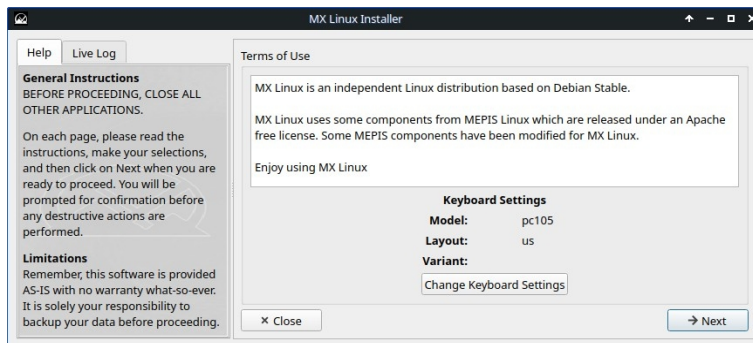 MX Linux Installer
Help
Live Log
General Instructions
BEFORE PROCEEDING, CLOSE ALL
OTHER APPLICATIONS.
On each page, please read the
instructions, make your selections,
and then click on Next when you are
ready to proceed. You will be
prompted for confirmation before
any destructive actions are
performed.
Limitations
Remember, this software is provided
AS-IS with no warranty what-so-ever.
It is solely your responsibility to
backup your data before proceeding.
Terms of Use
MX Linux is an independent Linux distribution based on Debian Stable.
MX Linux uses some components from MEPIS Linux which are released under an Apache
free license. Some MEPIS components have been modified for MX Linux.
Enjoy using MX Linux
Keyboard Settings
Model: pc105
Layout: us
Variant:
Change Keyboard Settings
Close
Next